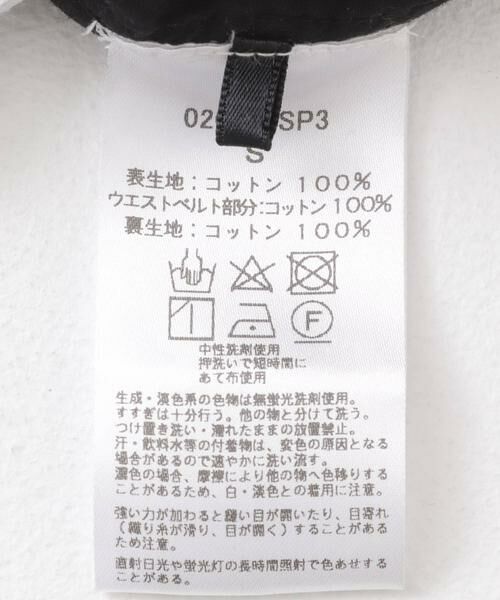 02 SP3
S
表生地：コットン 100%
ウエストベルト部分:コットン 100%
裏生地：コットン 100%
F
中性洗剤使用
押洗いで短時間に
あて布使用
生成・淡色系の色物は無蛍光洗剤使用。
すすぎは十分行う。他の物と分けて洗う。
つけ置き洗い・濡れたままの放置禁止。
汗・飲料水等の付着物は、変色の原因となる
場合があるので速やかに洗い流す。
濃色の場合、摩擦により他の物へ色移りする
ことがあるため、白・淡色との着用に注意。
強い力が加わると縫い目が開いたり、目寄れ
（織り糸が滑り、目が開く）することがある
ため注意。
直射日光や蛍光灯の長時間照射で色あせする
ことがある。